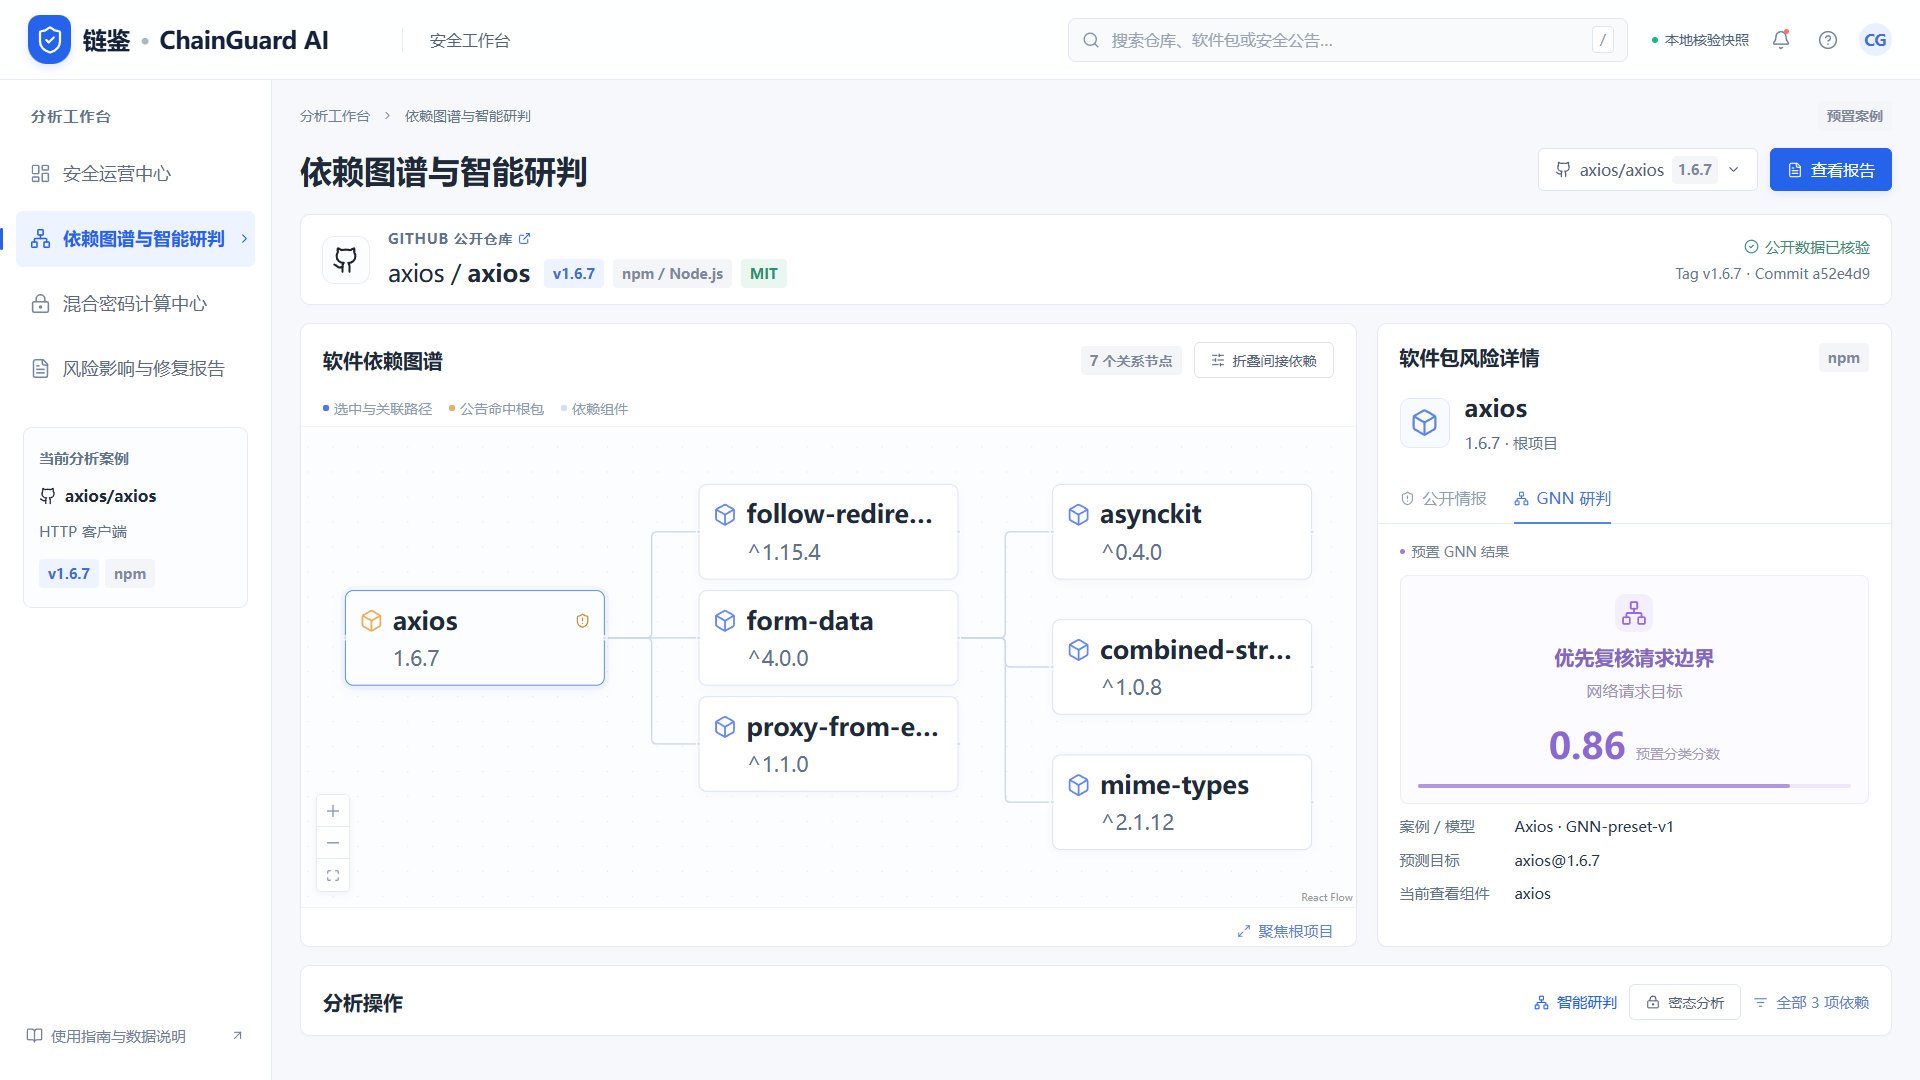 链鉴 • ChainGuard AI
安全工作台
搜索仓库、软件包或安全公告...
/
本地核验快照
CG
分析工作台
安全运营中心
依赖图谱与智能研判
混合密码计算中心
风险影响与修复报告
当前分析案例
axios/axios
HTTP 客户端
v1.6.7
npm
使用指南与数据说明
分析工作台
依赖图谱与智能研判
预置案例
依赖图谱与智能研判
axios/axios 1.6.7
查看报告
GITHUB 公开仓库
axios / axios
v1.6.7
npm / Node.js
MIT
公开数据已核验
Tag v1.6.7 · Commit a52e4d9
软件依赖图谱
7 个关系节点
折叠间接依赖
选中与关联路径
公告命中根包
依赖组件
axios
1.6.7
follow-redire...
^1.15.4
form-data
^4.0.0
proxy-from-e...
^1.1.0
asynckit
^0.4.0
combined-str...
^1.0.8
mime-types
^2.1.12
React Flow
聚焦根项目
软件包风险详情
npm
axios
1.6.7 · 根项目
公开情报
GNN 研判
预置 GNN 结果
优先复核请求边界
网络请求目标
0.86 预置分类分数
案例 / 模型 Axios · GNN-preset-v1
预测目标 axios@1.6.7
当前查看组件 axios
分析操作
智能研判
密态分析
全部 3 项依赖